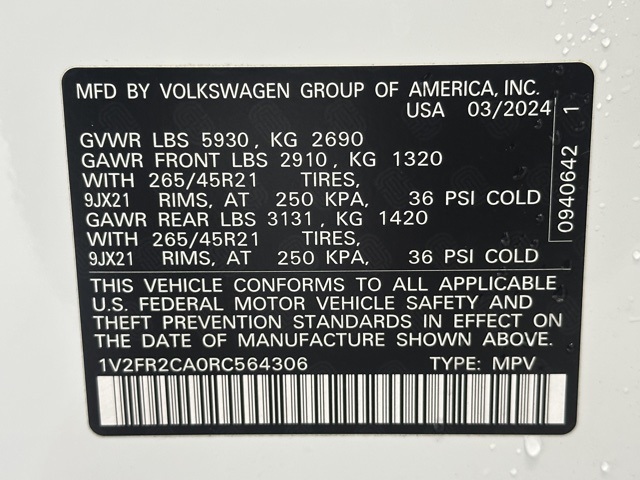 MFD BY VOLKSWAGEN GROUP OF AMERICA, INC.
USA 03/2024
GVWR LBS 5930, KG 2690
GAWR FRONT LBS 2910, KG 1320
WITH 265/45R21 TIRES,
9JX21 RIMS, AT 250 KPA, 36 PSI COLD
GAWR REAR LBS 3131, KG 1420
WITH 265/45R21 TIRES,
9JX21 RIMS, AT 250 KPA, 36 PSI COLD
THIS VEHICLE CONFORMS TO ALL APPLICABLE
U.S. FEDERAL MOTOR VEHICLE SAFETY AND
THEFT PREVENTION STANDARDS IN EFFECT ON
THE DATE OF MANUFACTURE SHOWN ABOVE.
1V2FR2CA0RC564306 TYPE: MPV
0940642 1